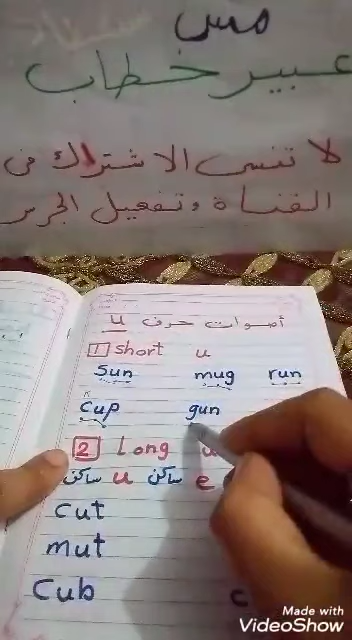 مس
عبير خطاب
لا تنسى الاشتراك فى
القناة وتفعيل الجرس
أصوات حرف u
1 short u
sun mug run
cup gun
2 Long u
ساكن u ساكن e
cut
mut
Cub c
Made with
VideoShow